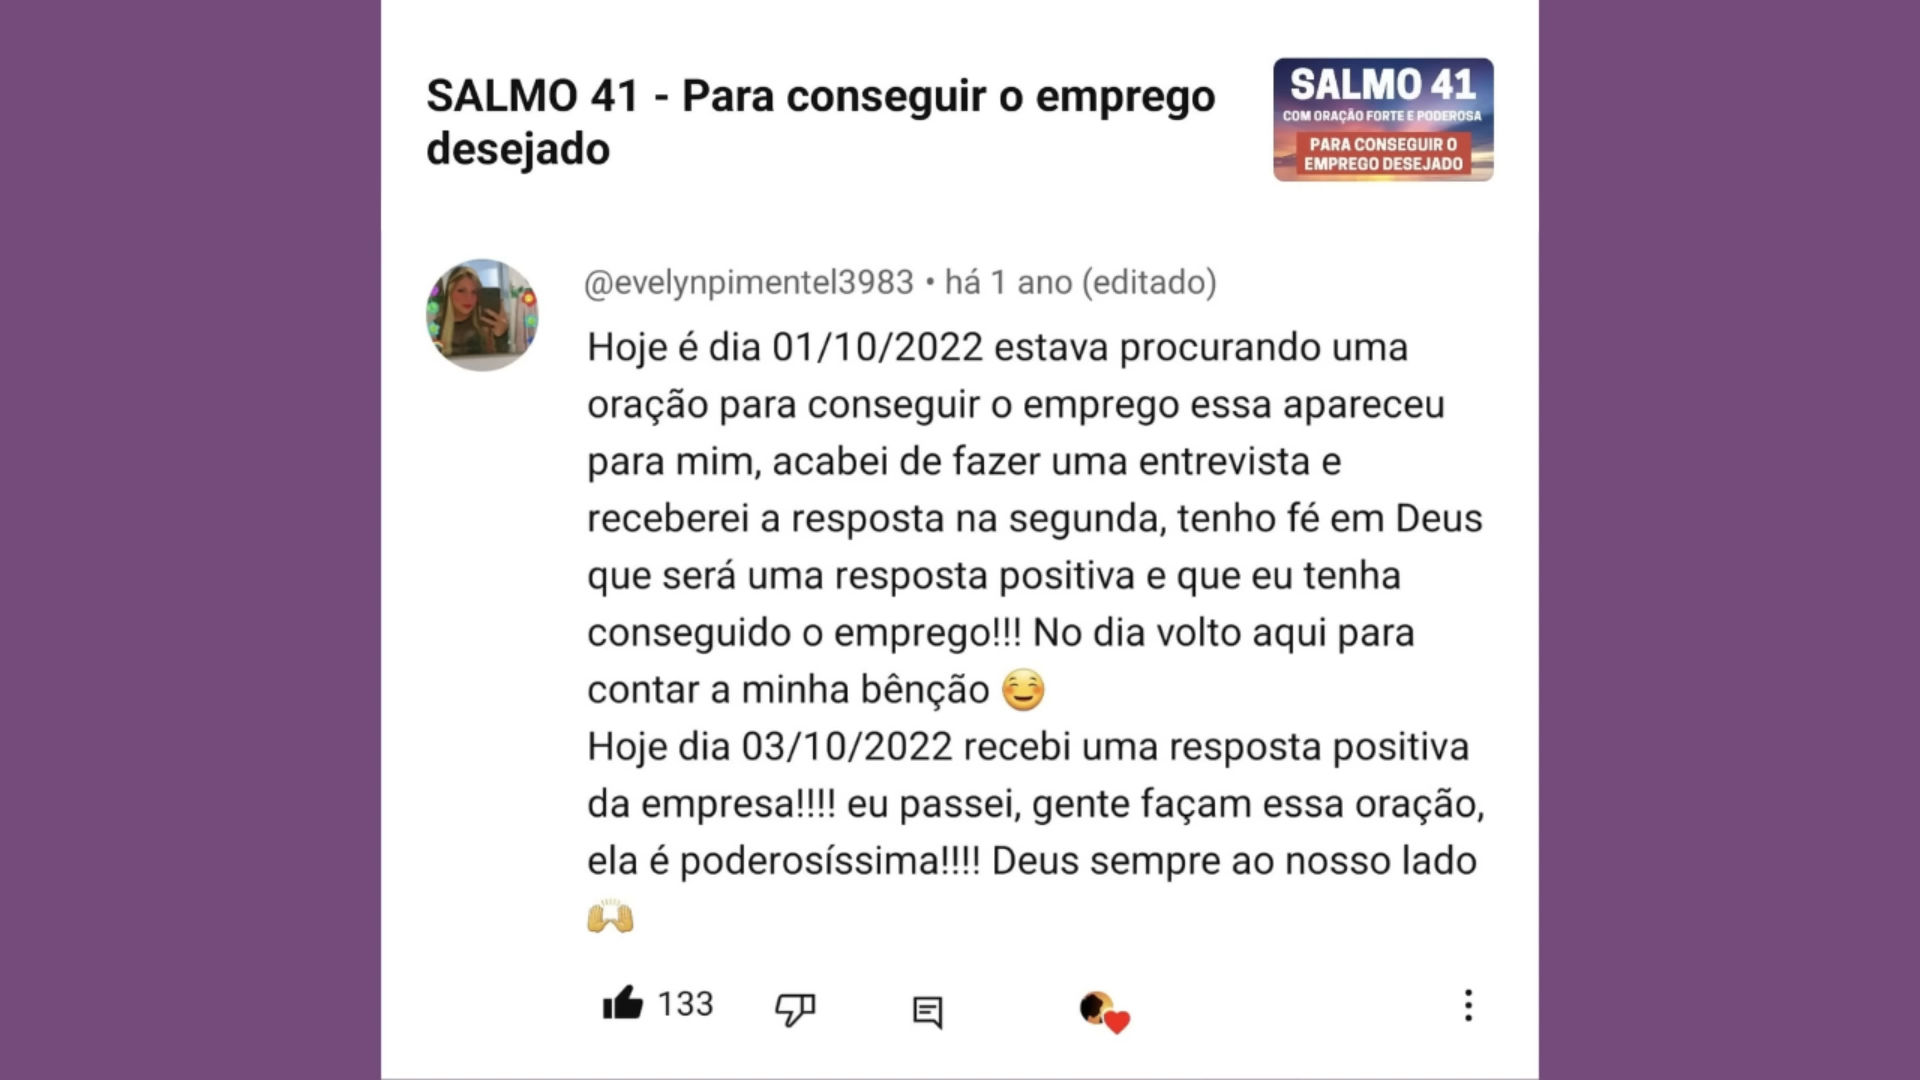 SALMO 41 - Para conseguir o emprego
desejado
SALMO 41
COM ORAÇÃO FORTE E PODEROSA
PARA CONSEGUIR O
EMPREGO DESEJADO
@evelynpimentel3983 • há 1 ano (editado)
Hoje é dia 01/10/2022 estava procurando uma
oração para conseguir o emprego essa apareceu
para mim, acabei de fazer uma entrevista e
receberei a resposta na segunda, tenho fé em Deus
que será uma resposta positiva e que eu tenha
conseguido o emprego!!! No dia volto aqui para
contar a minha bênção 😊
Hoje dia 03/10/2022 recebi uma resposta positiva
da empresa!!!! eu passei, gente façam essa oração,
ela é poderosíssima!!!! Deus sempre ao nosso lado
🙌
133